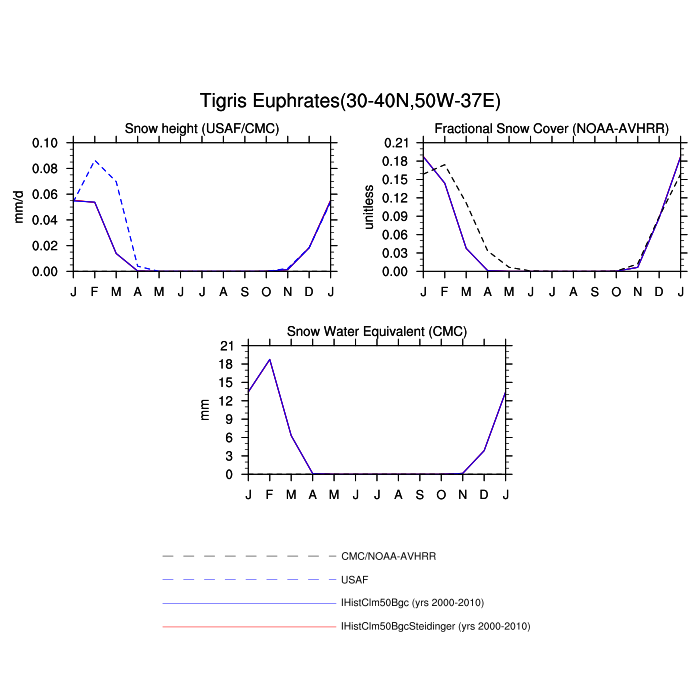 Tigris Euphrates(30-40N,50W-37E)
Snow height (USAF/CMC)
mm/d
0.10
0.08
0.06
0.04
0.02
0.00
J F M A M J J A S O N D J
Fractional Snow Cover (NOAA-AVHRR)
unitless
0.21
0.18
0.15
0.12
0.09
0.06
0.03
0.00
J F M A M J J A S O N D J
Snow Water Equivalent (CMC)
mm
21
18
15
12
9
6
3
0
J F M A M J J A S O N D J
CMC/NOAA-AVHRR
USAF
IHistClm50Bgc (yrs 2000-2010)
IHistClm50BgcSteidinger (yrs 2000-2010)